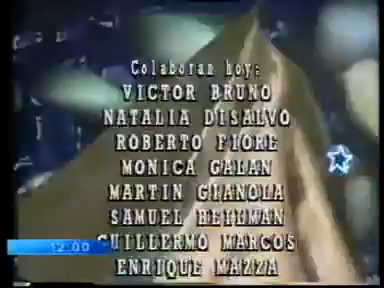 Colaboran hoy:
VICTOR BRUNO
NATALIA DISALVO
ROBERTO FIORE
MONICA GALAN
MARTIN GIANOLA
SAMUEL HEILMAN
GUILLERMO MARCOS
12:00
ENRIQUE MAZZA